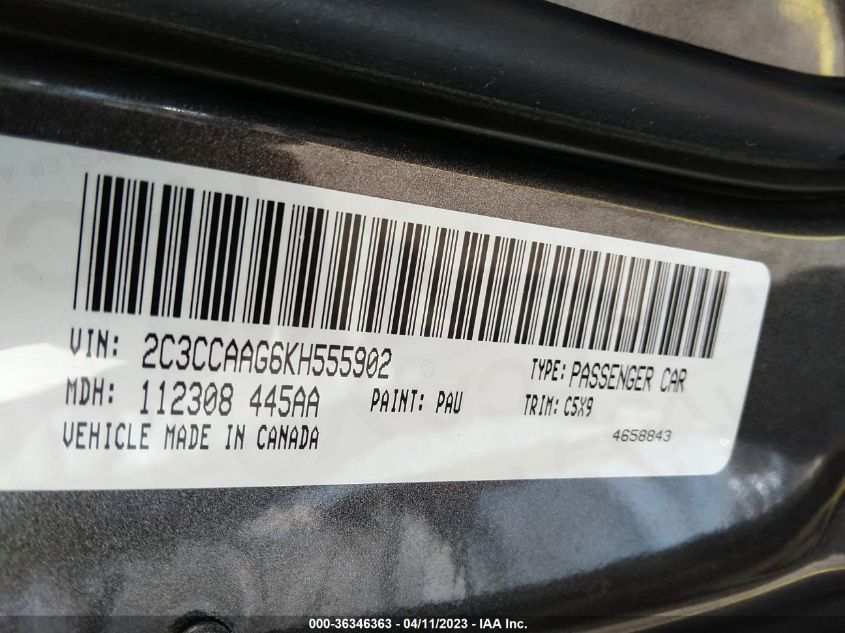 VIN: 2C3CCAAG6KH555902
TYPE: PASSENGER CAR
MDH: 112308 445AA
PAINT: PAU
TRIM: C5X9
VEHICLE MADE IN CANADA
4658843
000-36346363 - 04/11/2023 - IAA Inc.